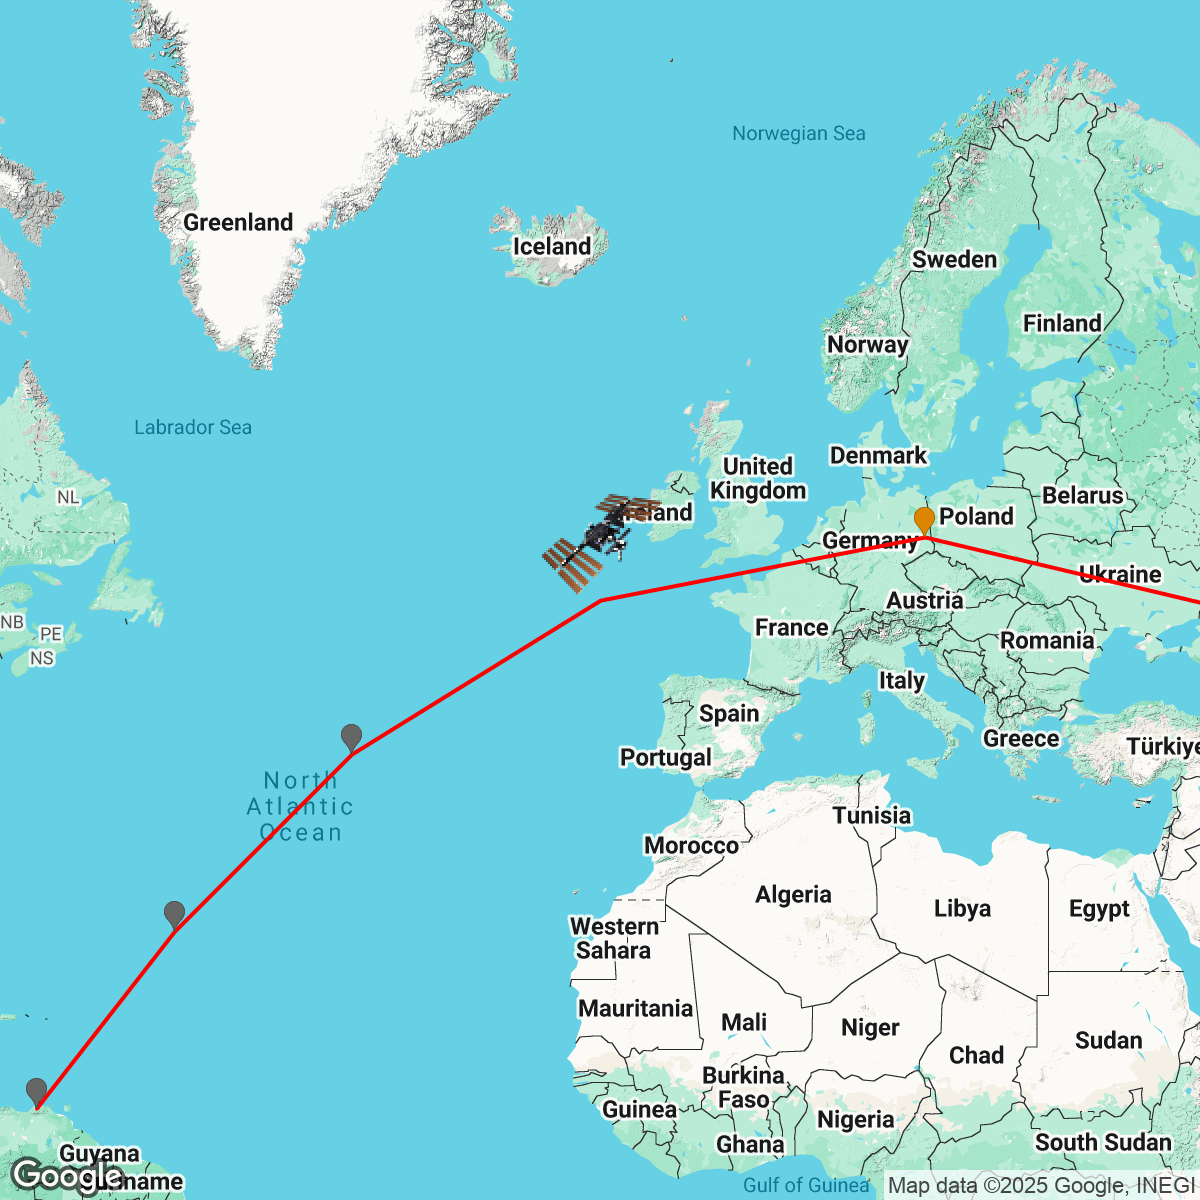 Norwegian Sea
Greenland
Iceland
Sweden
Finland
Norway
Labrador Sea
Denmark
United
Kingdom
NL
Belarus
Poland
Germany
Ukraine
Austria
NB
PE
NS
France
Romania
Italy
Spain
Greece
Portugal
Türkiye
North
Atlantic
Ocean
Tunisia
Morocco
Algeria
Libya
Egypt
Western
Sahara
Mauritania
Mali
Niger
Sudan
Chad
Burkina
Faso
Guinea
Nigeria
Ghana
South Sudan
Guyana
Suriname
Google
Gulf of Guinea
Map data ©2025 Google, INEGI